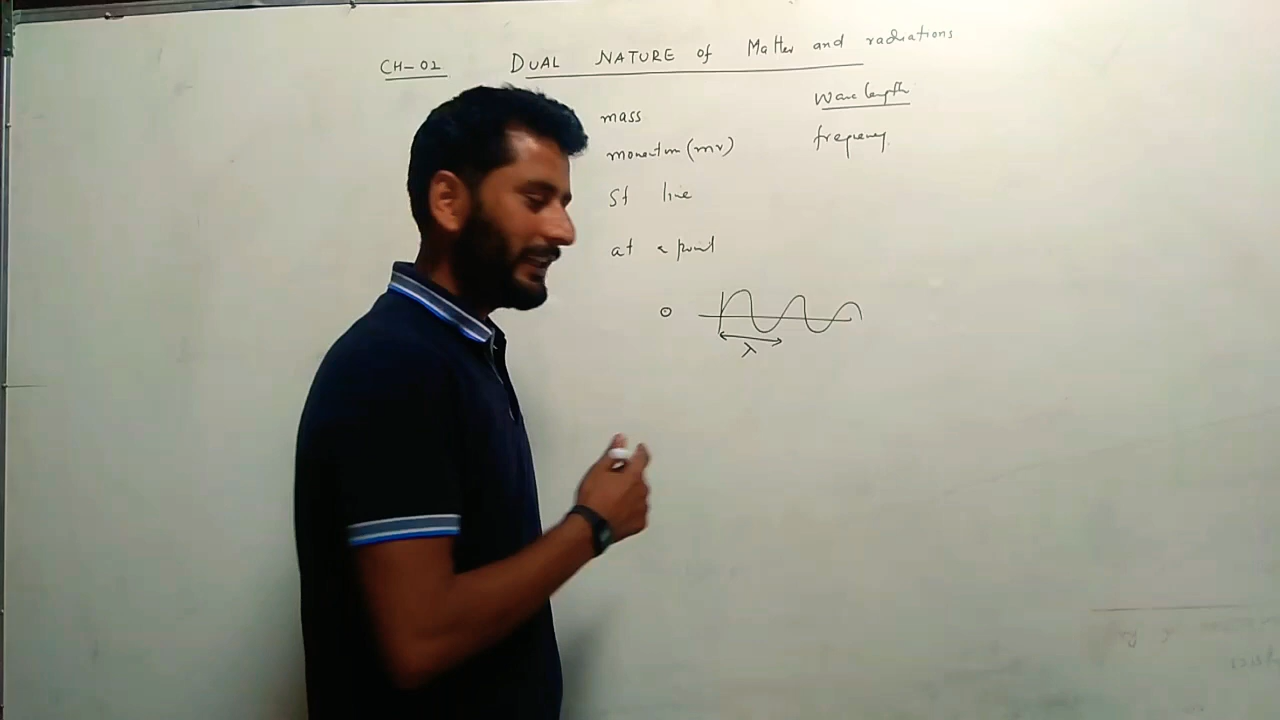 CH-01 DUAL NATURE of Matter and radiations
mass
momentum (mv)
St line
at a point
wave length
frequency
λ